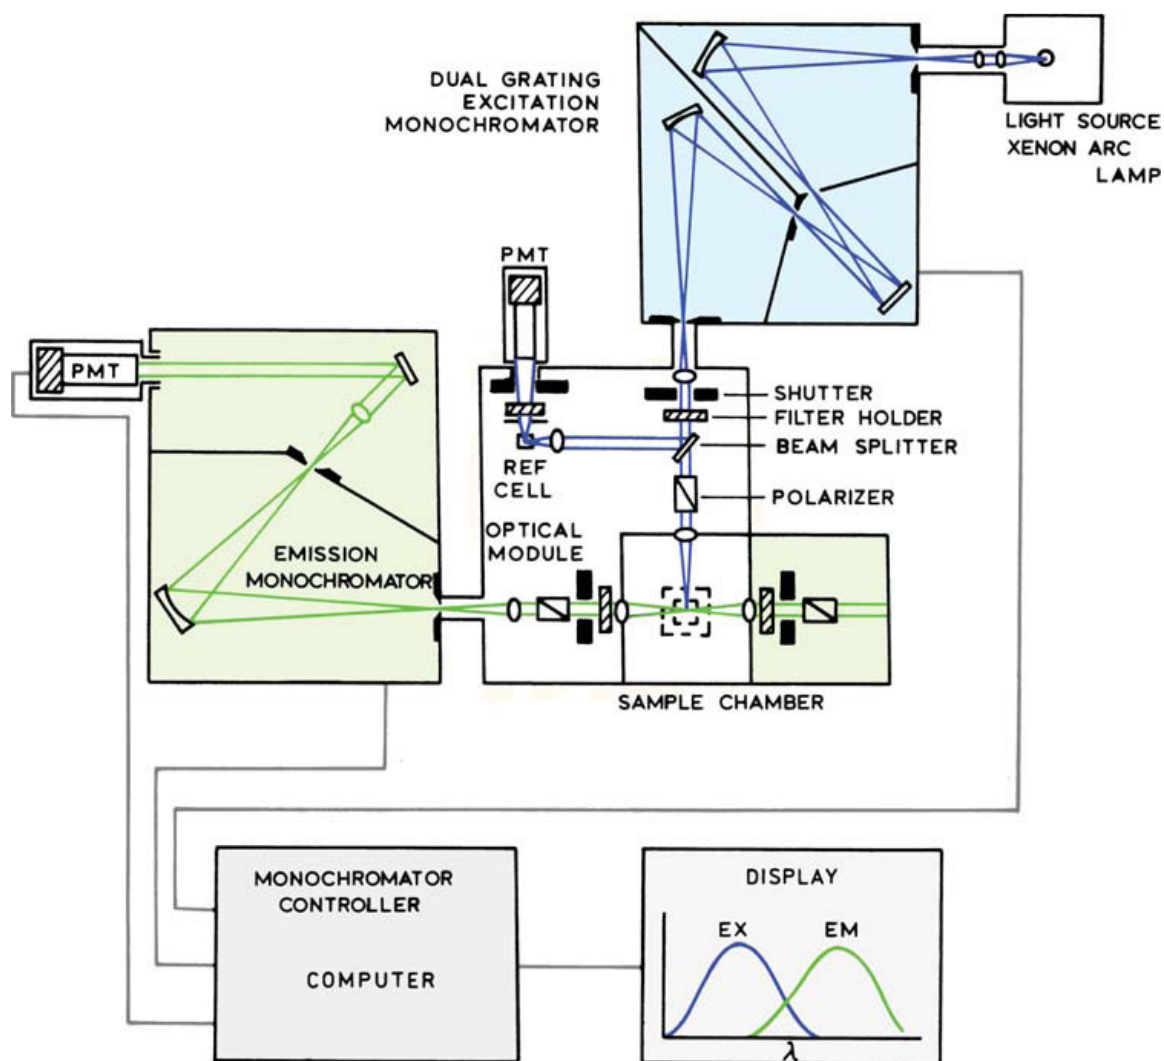 DUAL GRATING
EXCITATION
MONOCHROMATOR
LIGHT SOURCE
XENON ARC
LAMP
PMT
PMT
SHUTTER
FILTER HOLDER
BEAM SPLITTER
REF
CELL
POLARIZER
OPTICAL
MODULE
EMISSION
MONOCHROMATOR
SAMPLE CHAMBER
MONOCHROMATOR
CONTROLLER
COMPUTER
DISPLAY
EX
EM
λ